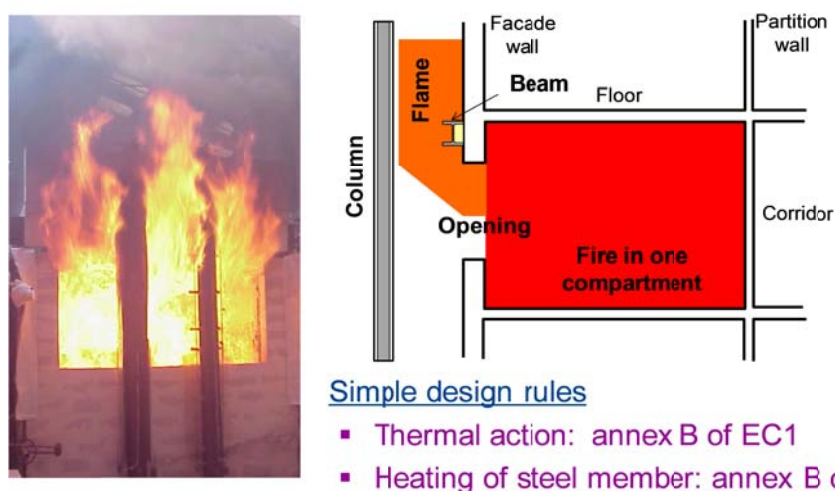 Facade
wall
Partition
wall
Beam
Floor
Flame
Column
Opening
Corridor
Fire in one
compartment
Simple design rules
▪ Thermal action: annex B of EC1
▪ Heating of steel member: annex B